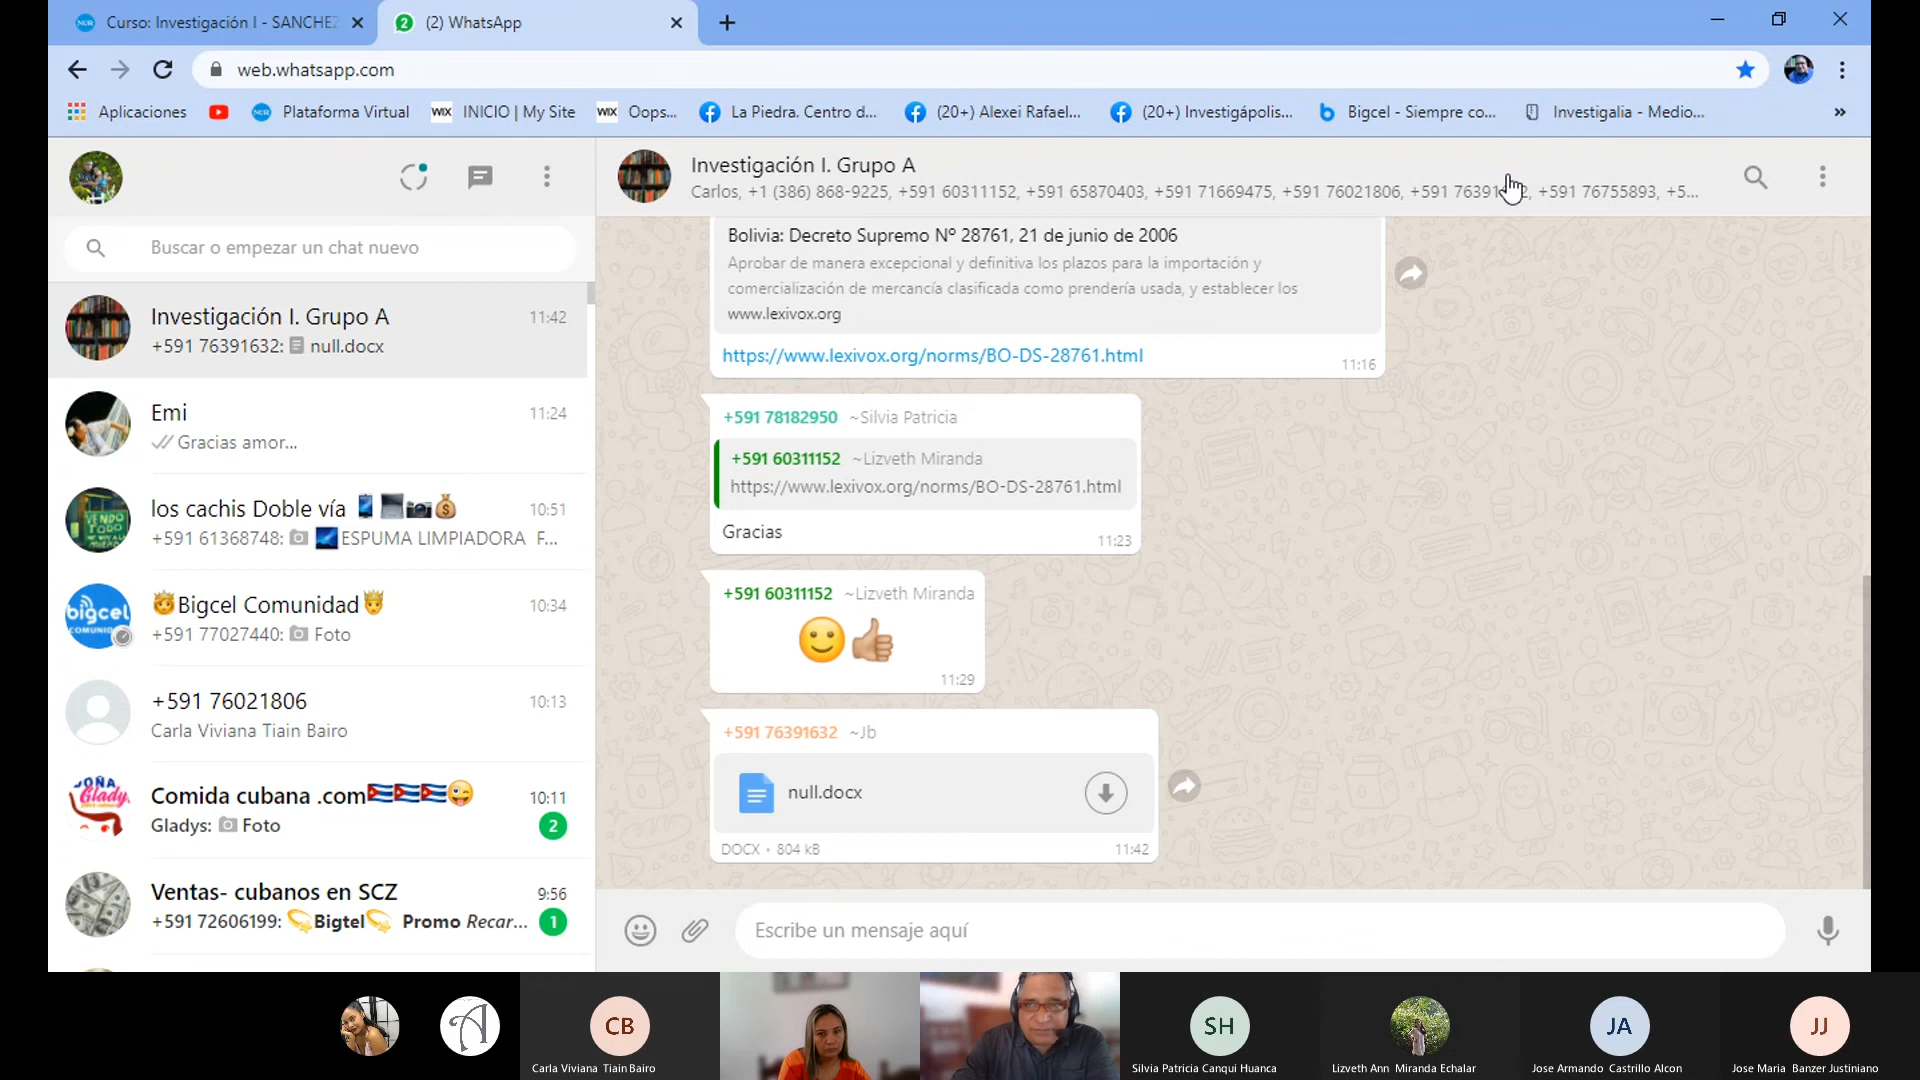 Curso: Investigación I - SANCHEZ
(2) WhatsApp
web.whatsapp.com
Aplicaciones
Plataforma Virtual
WIX INICIO | My Site
WIX Oops...
La Piedra. Centro d...
(20+) Alexei Rafael...
(20+) Investigápolis...
Bigcel - Siempre co...
Investigalia - Medio...
Buscar o empezar un chat nuevo
Investigación I. Grupo A 11:42
+591 76391632: null.docx
Emi 11:24
Gracias amor...
los cachis Doble vía 10:51
+591 61368748: ESPUMA LIMPIADORA F...
Bigcel Comunidad 10:34
+591 77027440: Foto
+591 76021806 10:13
Carla Viviana Tiain Bairo
Comida cubana .com 10:11
Gladys: Foto 2
Ventas- cubanos en SCZ 9:56
+591 72606199: Bigtel Promo Recar... 1
Investigación I. Grupo A
Carlos, +1 (386) 868-9225, +591 60311152, +591 65870403, +591 71669475, +591 76021806, +591 76391632, +591 76755893, +5...
Bolivia: Decreto Supremo Nº 28761, 21 de junio de 2006
Aprobar de manera excepcional y definitiva los plazos para la importación y
comercialización de mercancía clasificada como prendería usada, y establecer los
www.lexivox.org
https://www.lexivox.org/norms/BO-DS-28761.html
11:16
+591 78182950 ~Silvia Patricia
+591 60311152 ~Lizveth Miranda
https://www.lexivox.org/norms/BO-DS-28761.html
Gracias
11:23
+591 60311152 ~Lizveth Miranda
🙂👍🏼
11:29
+591 76391632 ~Jb
null.docx
DOCX • 804 kB 11:42
Escribe un mensaje aquí
CB
Carla Viviana Tiain Bairo
SH
Silvia Patricia Canqui Huanca
Lizveth Ann Miranda Echalar
JA
Jose Armando Castrillo Alcon
JJ
Jose Maria Banzer Justiniano